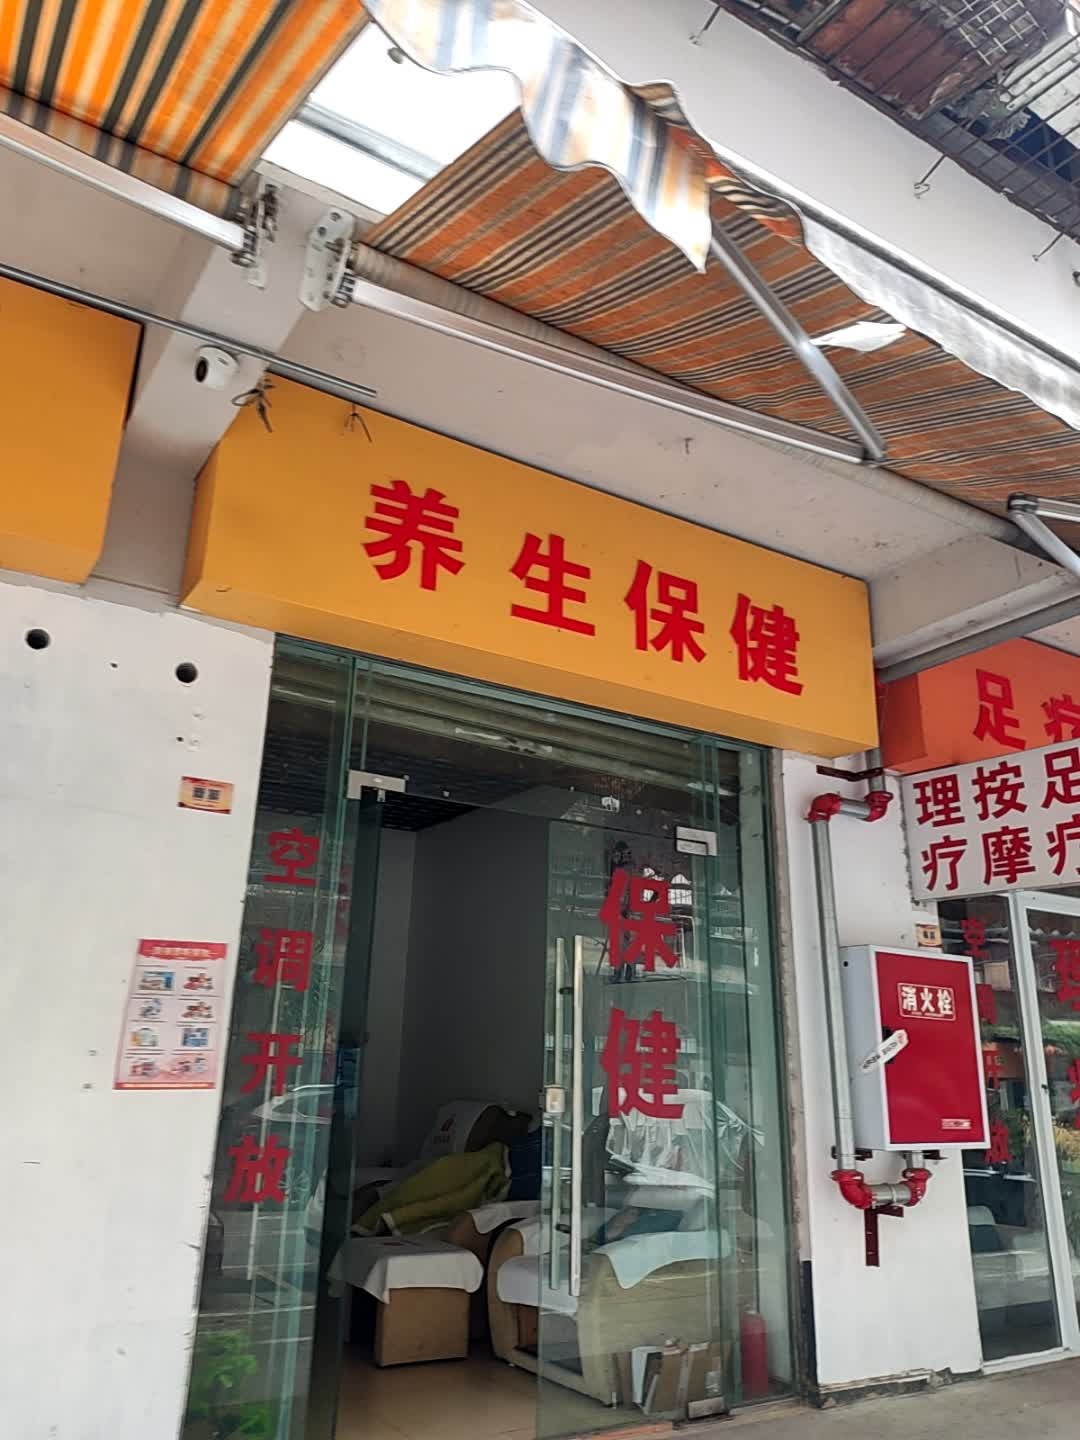 养生保健
足疗
理 按 足
疗 摩 疗
空调开放
保健
消火栓
空调开放
理